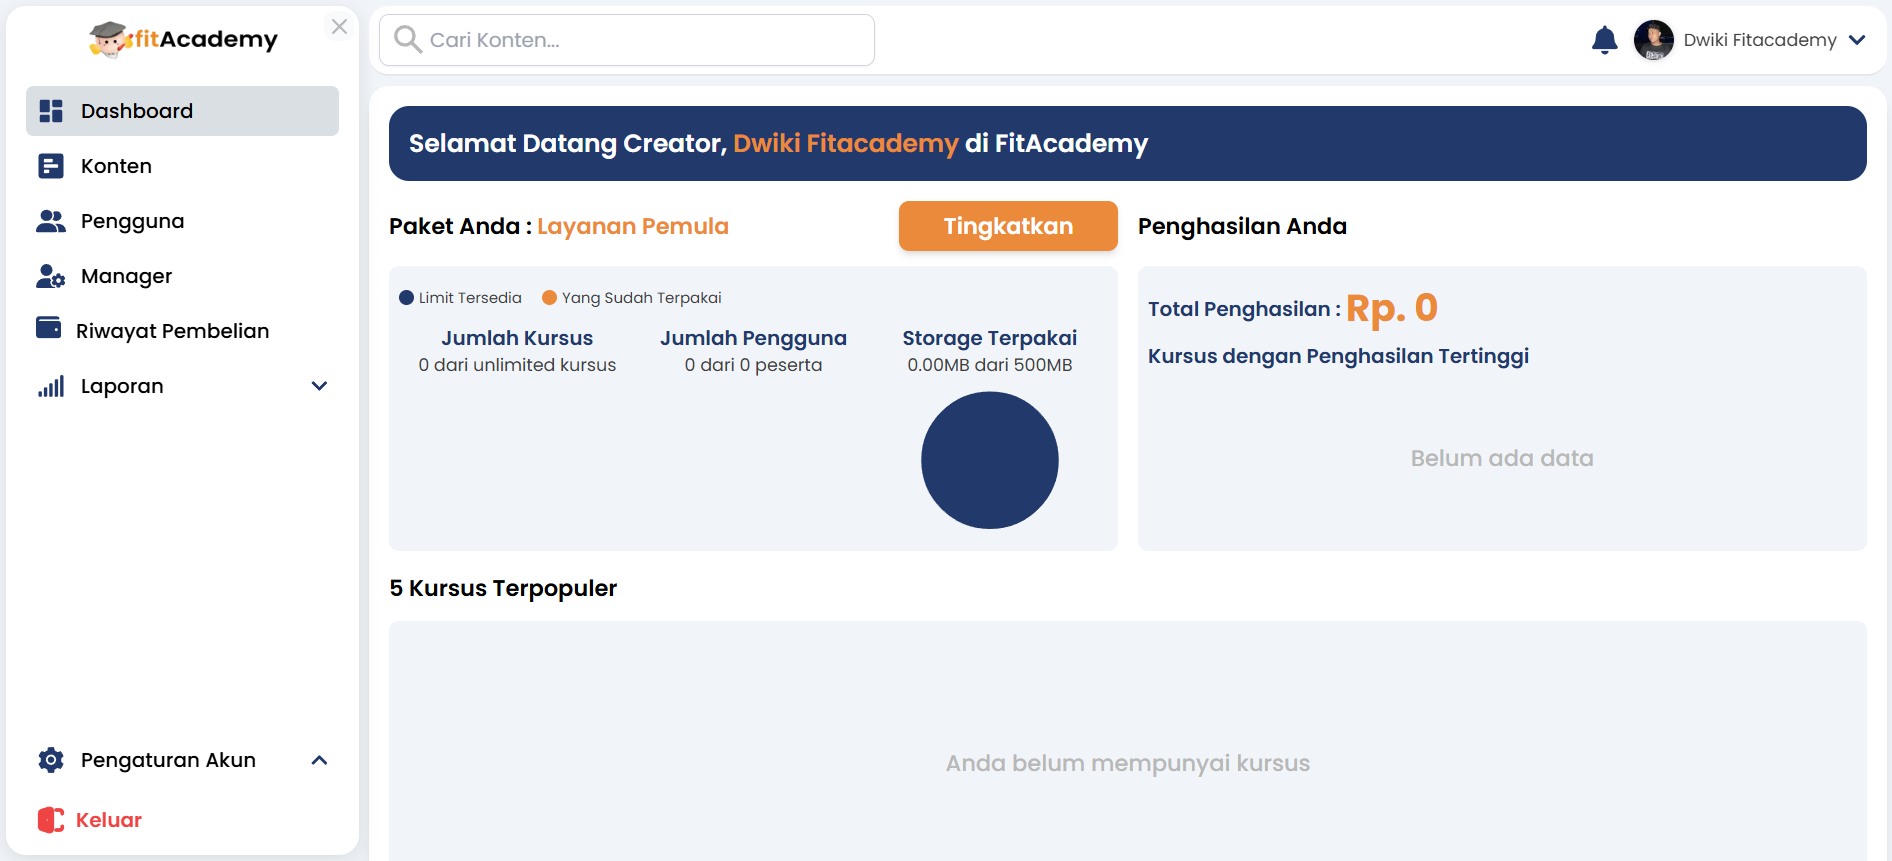 fitAcademy
Dashboard
Konten
Pengguna
Manager
Riwayat Pembelian
Laporan
Pengaturan Akun
Keluar
Cari Konten...
Dwiki Fitacademy
Selamat Datang Creator, Dwiki Fitacademy di FitAcademy
Paket Anda : Layanan Pemula
Tingkatkan
Limit Tersedia
Yang Sudah Terpakai
Jumlah Kursus
0 dari unlimited kursus
Jumlah Pengguna
0 dari 0 peserta
Storage Terpakai
0.00MB dari 500MB
Penghasilan Anda
Total Penghasilan : Rp. 0
Kursus dengan Penghasilan Tertinggi
Belum ada data
5 Kursus Terpopuler
Anda belum mempunyai kursus